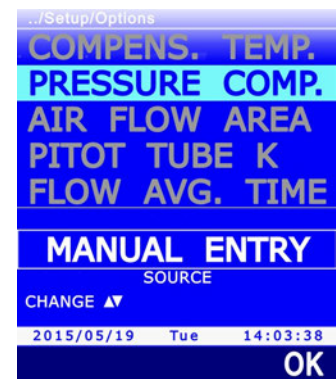 ../Setup/Options
COMPENS. TEMP.
PRESSURE COMP.
AIR FLOW AREA
PITOT TUBE K
FLOW AVG. TIME
MANUAL ENTRY
SOURCE
CHANGE ▲▼
2015/05/19 Tue 14:03:38
OK